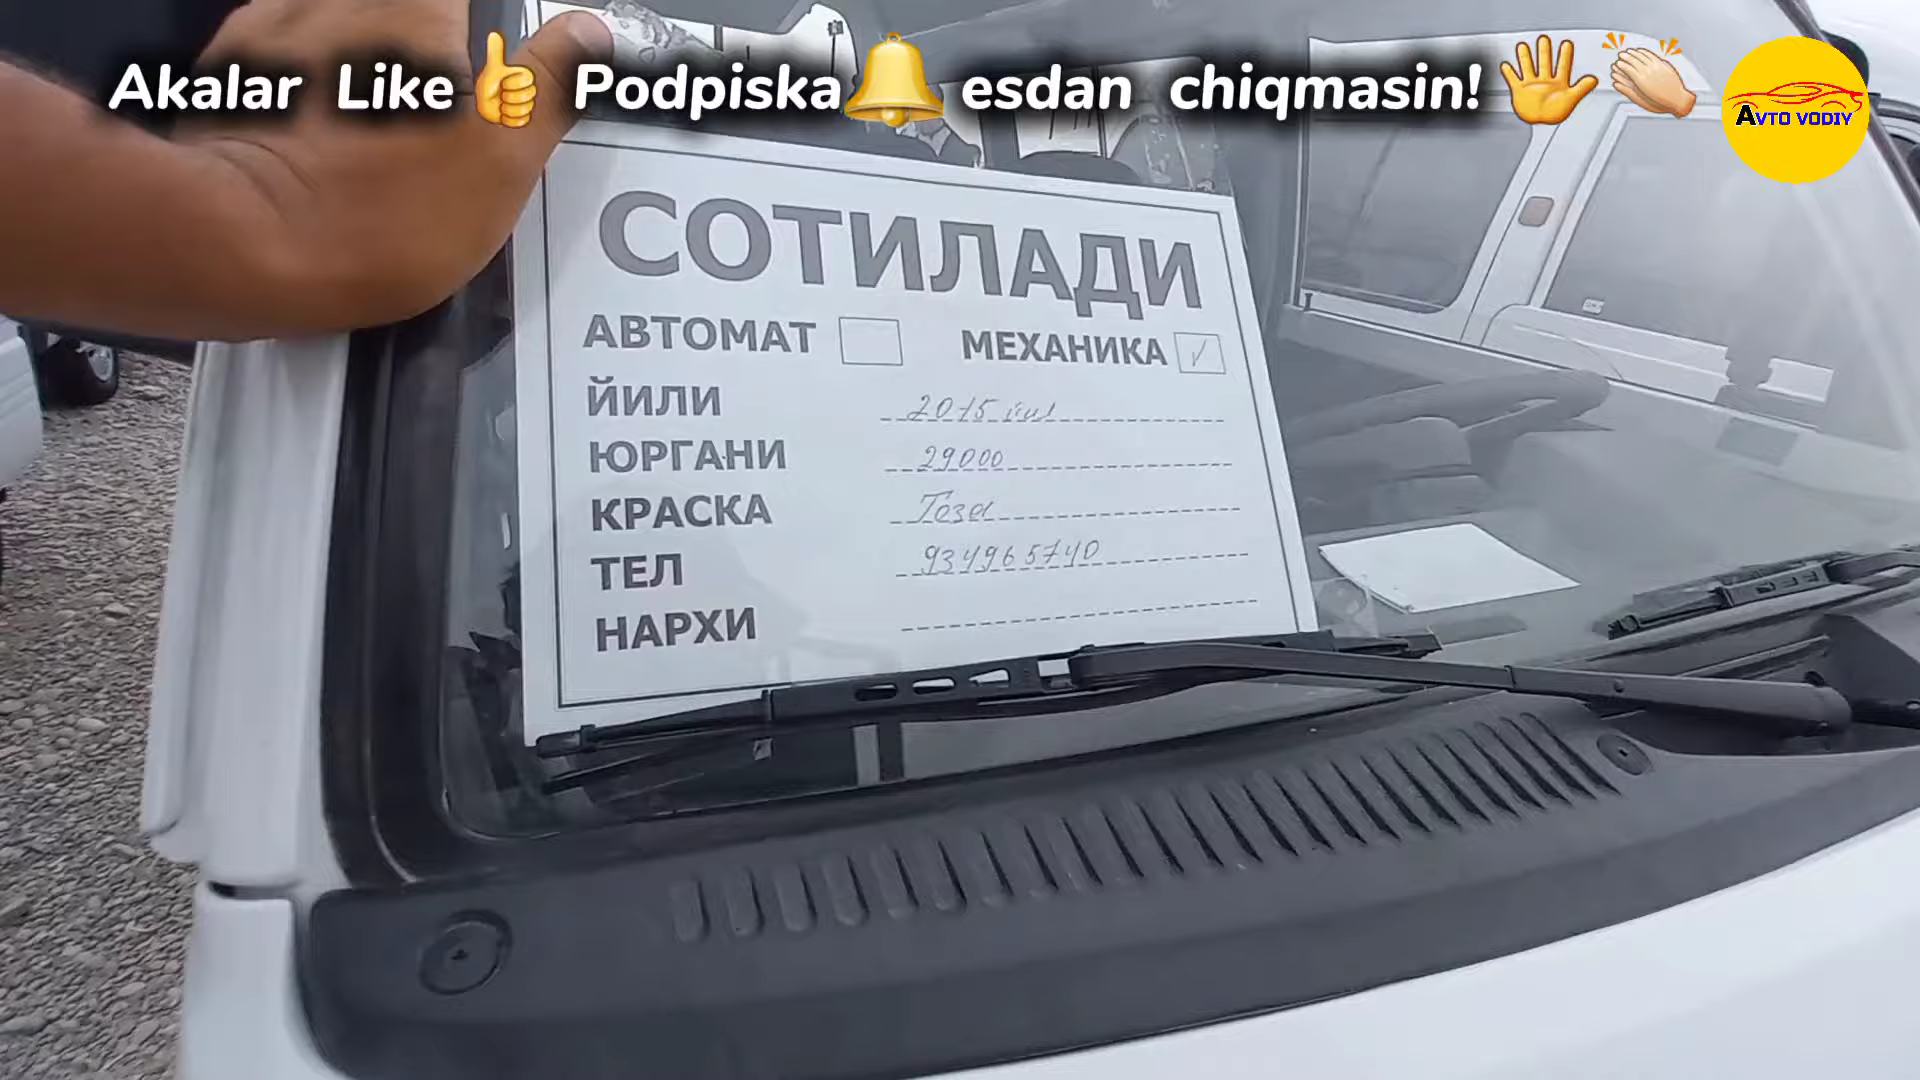 Akalar Like👍 Podpiska🔔 esdan chiqmasin!🖐👏
AVTO VODIY
СОТИЛАДИ
АВТОМАТ МЕХАНИКА ✓
ЙИЛИ 2015 йил
ЮРГАНИ 29000
КРАСКА Тоза
ТЕЛ 934965740
НАРХИ